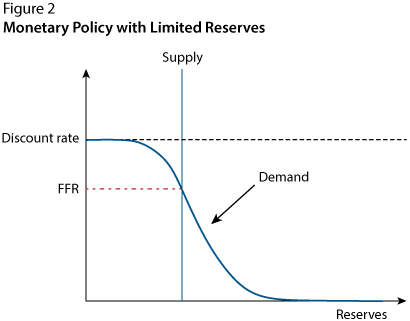 Figure 2
Monetary Policy with Limited Reserves
Supply
Discount rate
Demand
FFR
Reserves